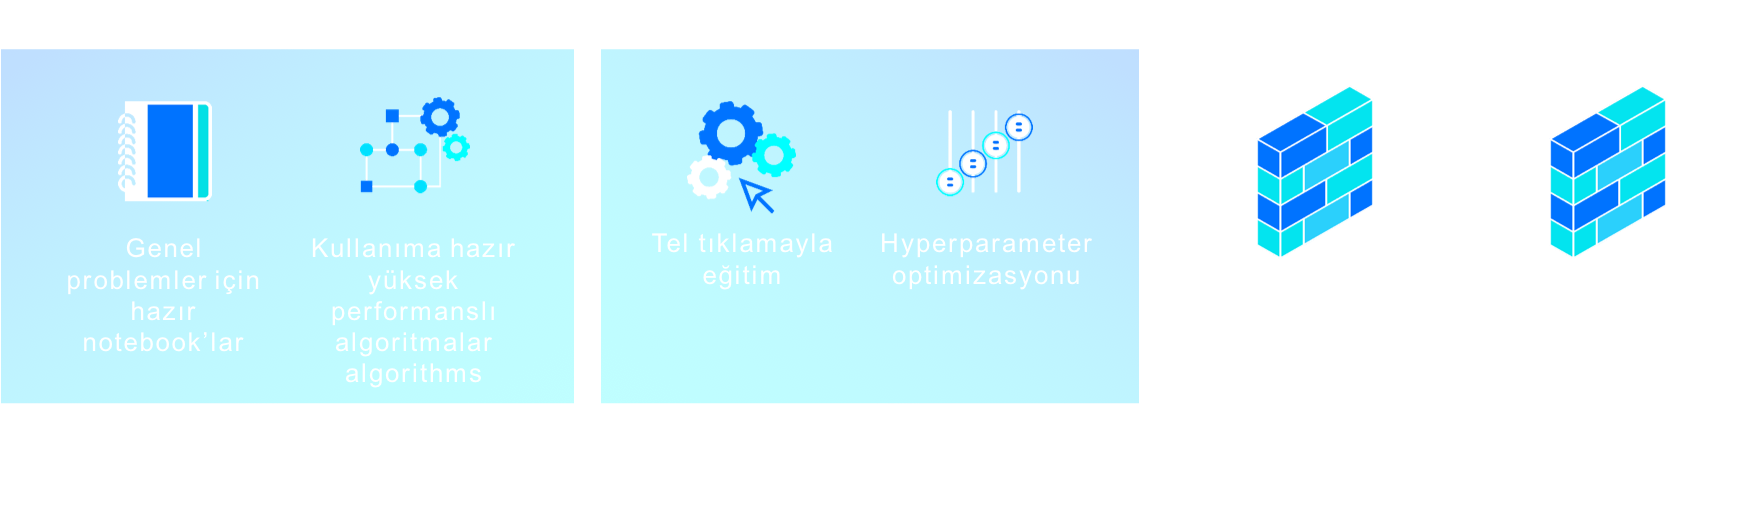 Genel
problemler için
hazır
notebook’lar
Kullanıma hazır
yüksek
performanslı
algoritmalar
algorithms
Tel tıklamayla
eğitim
Hyperparameter
optimizasyonu